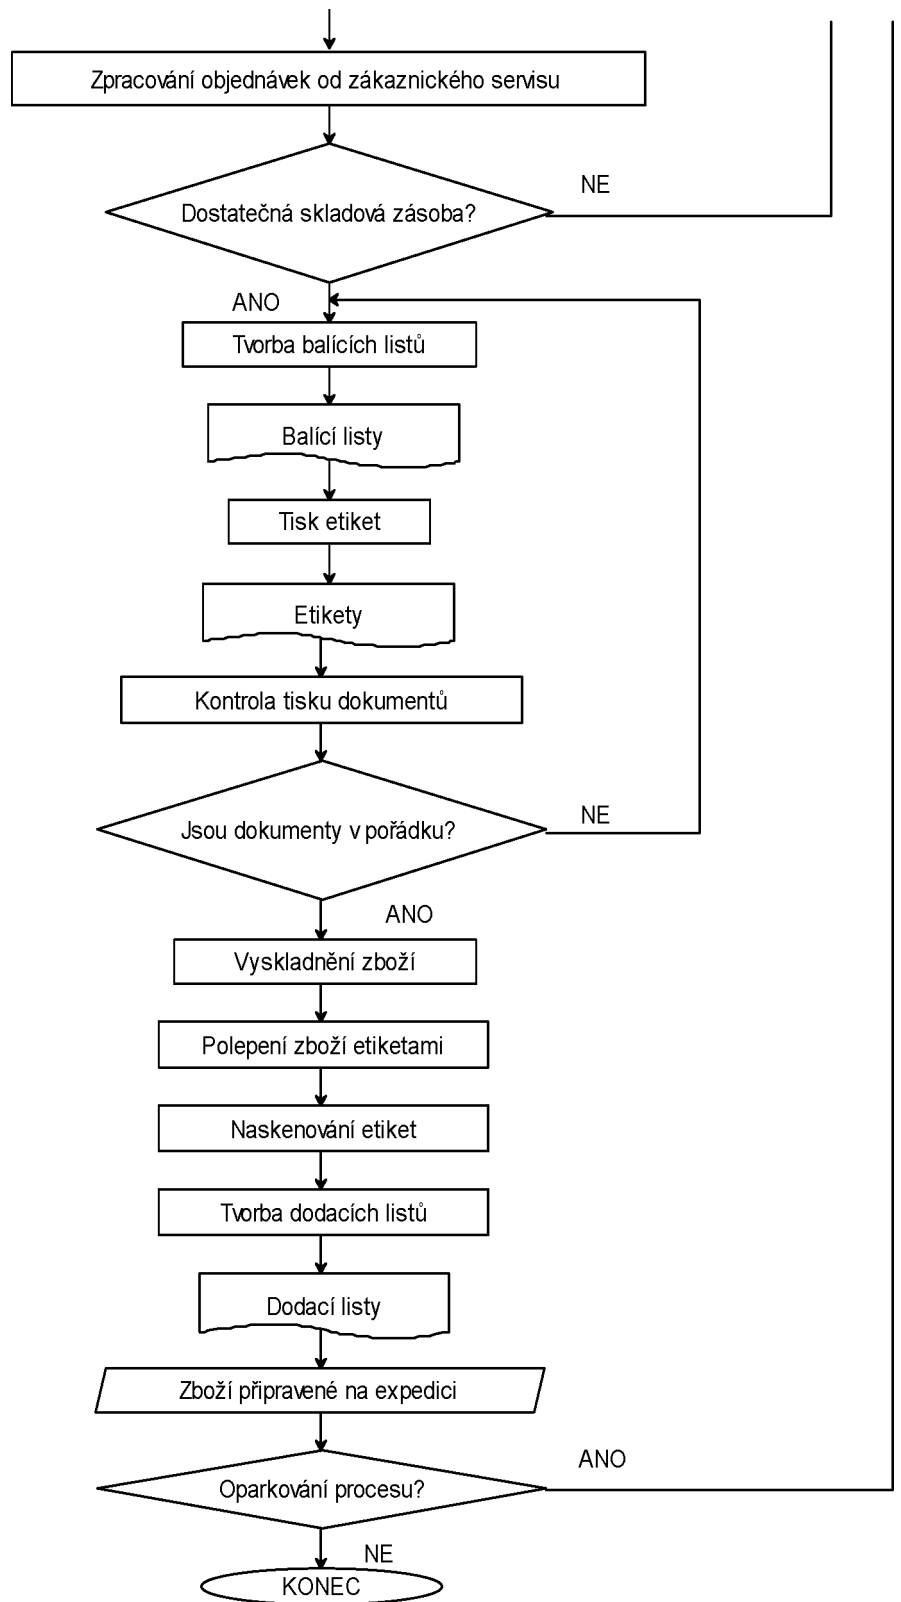 Zpracování objednávek od zákaznického servisu
NE
Dostatečná skladová zásoba?
ANO
Tvorba balících listů
Balící listy
Tisk etiket
Etikety
Kontrola tisku dokumentů
NE
Jsou dokumenty v pořádku?
ANO
Vyskladnění zboží
Polepení zboží etiketami
Naskenování etiket
Tvorba dodacích listů
Dodací listy
Zboží připravené na expedici
ANO
Oparkování procesu?
NE
KONEC